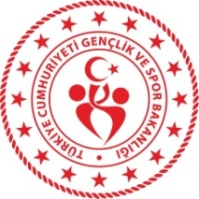 TÜRKİYE CUMHURİYETİ GENÇLİK VE SPOR BAKANLIĞI